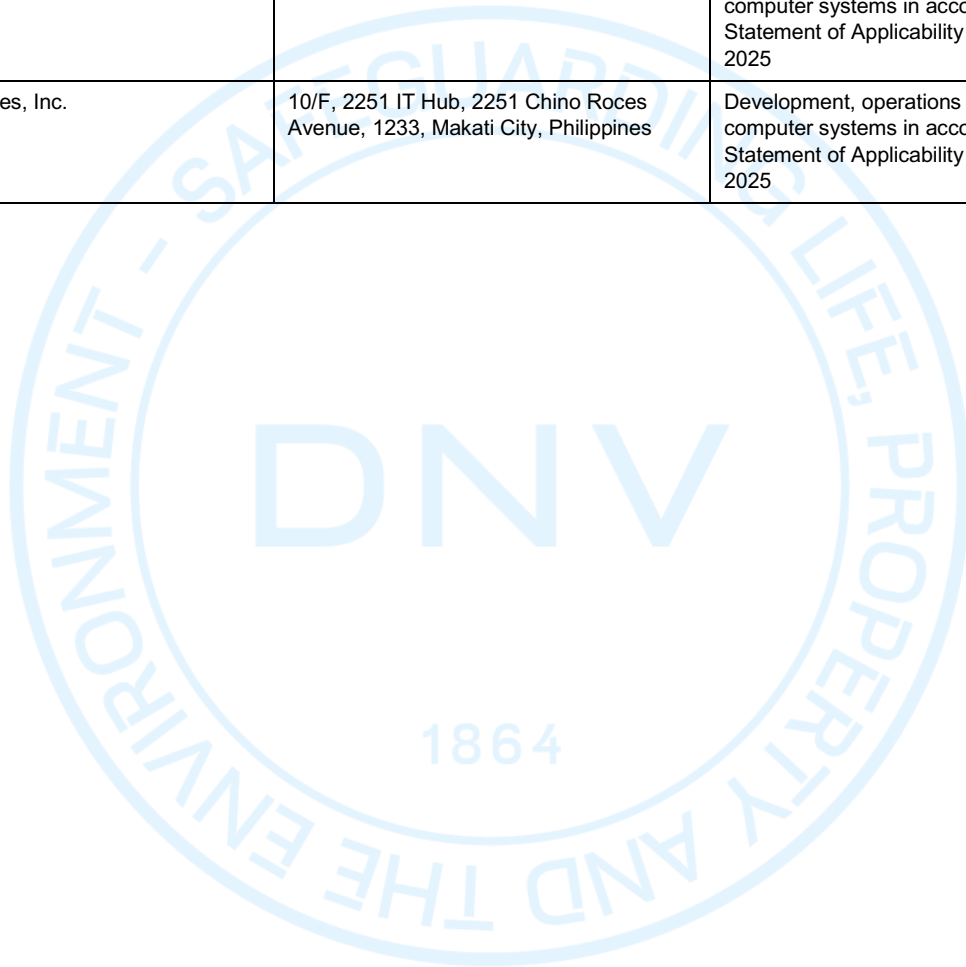 computer systems in acco
Statement of Applicability
2025
es, Inc.
10/F, 2251 IT Hub, 2251 Chino Roces
Avenue, 1233, Makati City, Philippines
Development, operations
computer systems in acco
Statement of Applicability
2025
SAFEGUARDING LIFE, PROPERTY AND THE ENVIRONMENT -
DNV
1864